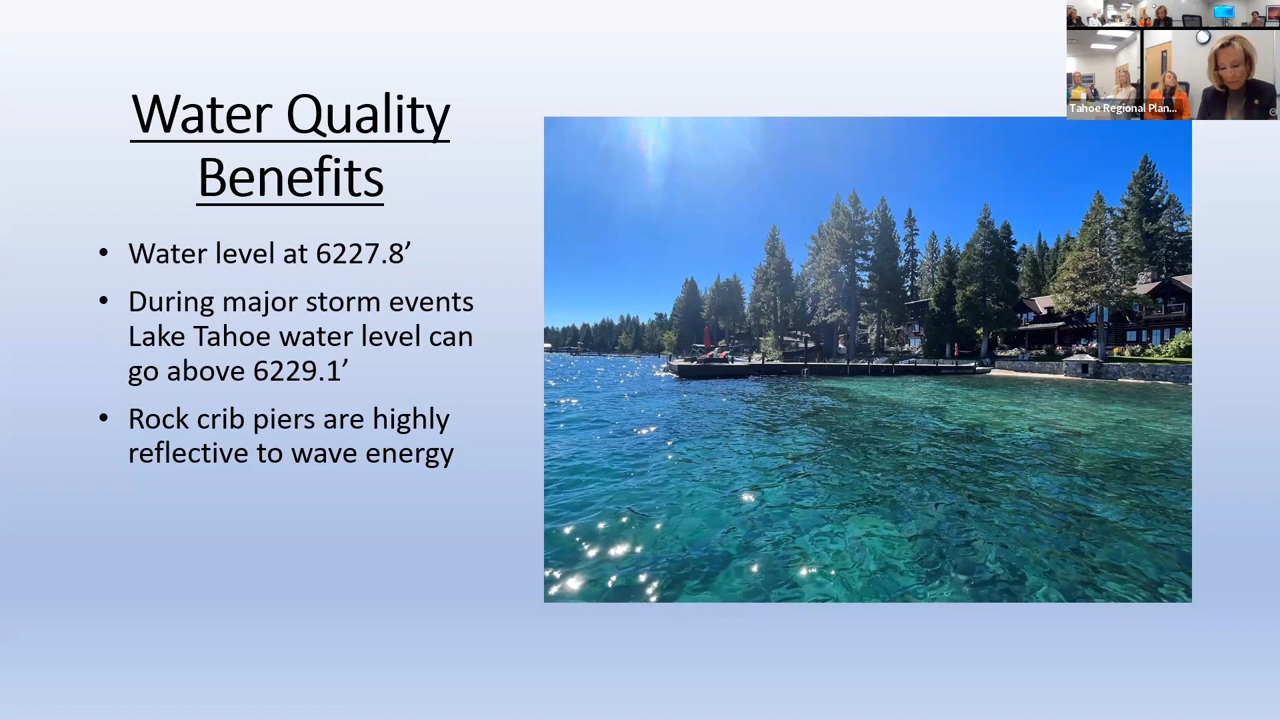 Water Quality
Benefits
• Water level at 6227.8’
• During major storm events
Lake Tahoe water level can
go above 6229.1’
• Rock crib piers are highly
reflective to wave energy
Tahoe Regional Plan...